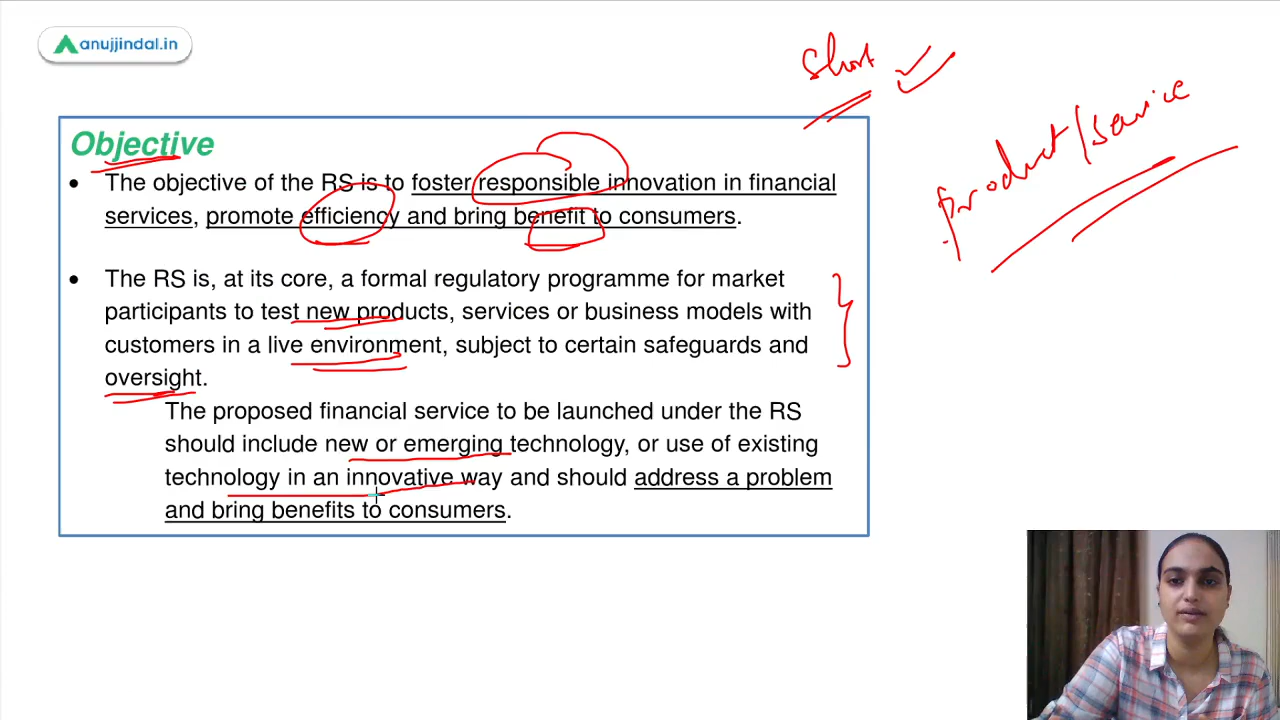 anujjindal.in
Short
product/service
Objective
• The objective of the RS is to foster responsible innovation in financial
services, promote efficiency and bring benefit to consumers.
• The RS is, at its core, a formal regulatory programme for market
participants to test new products, services or business models with
customers in a live environment, subject to certain safeguards and
oversight.
The proposed financial service to be launched under the RS
should include new or emerging technology, or use of existing
technology in an innovative way and should address a problem
and bring benefits to consumers.